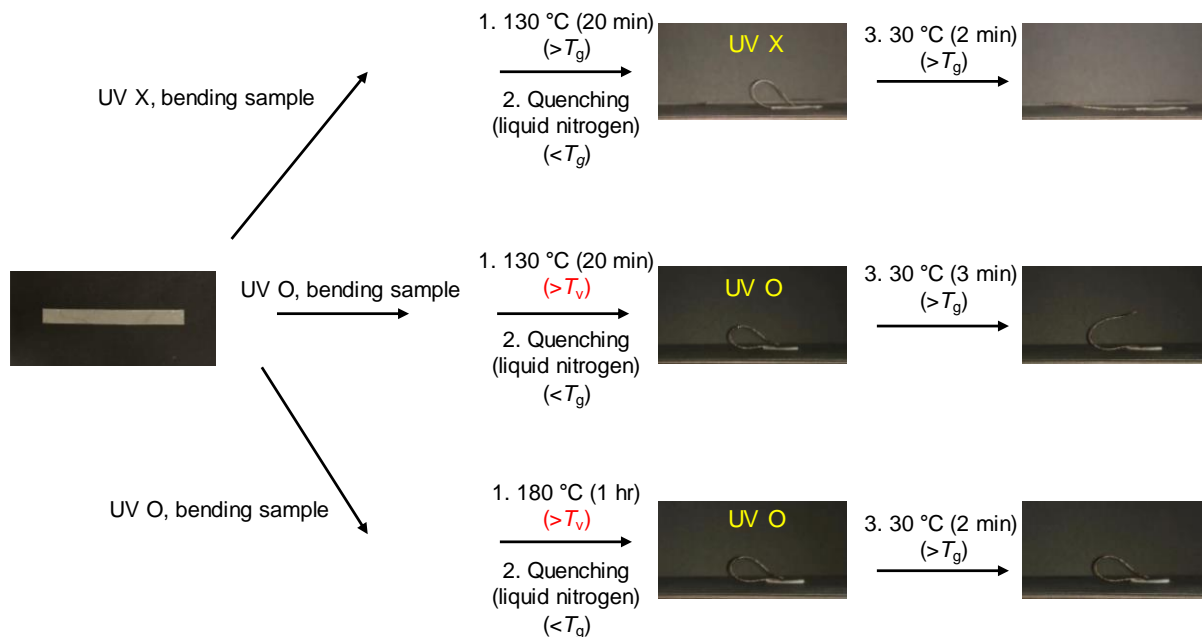 UV X, bending sample
1. 130 °C (20 min)
(>Tg)
2. Quenching
(liquid nitrogen)
(<Tg)
UV X
3. 30 °C (2 min)
(>Tg)
UV O, bending sample
1. 130 °C (20 min)
(>Tv)
2. Quenching
(liquid nitrogen)
(<Tg)
UV O
3. 30 °C (3 min)
(>Tg)
UV O, bending sample
1. 180 °C (1 hr)
(>Tv)
2. Quenching
(liquid nitrogen)
(<Tg)
UV O
3. 30 °C (2 min)
(>Tg)